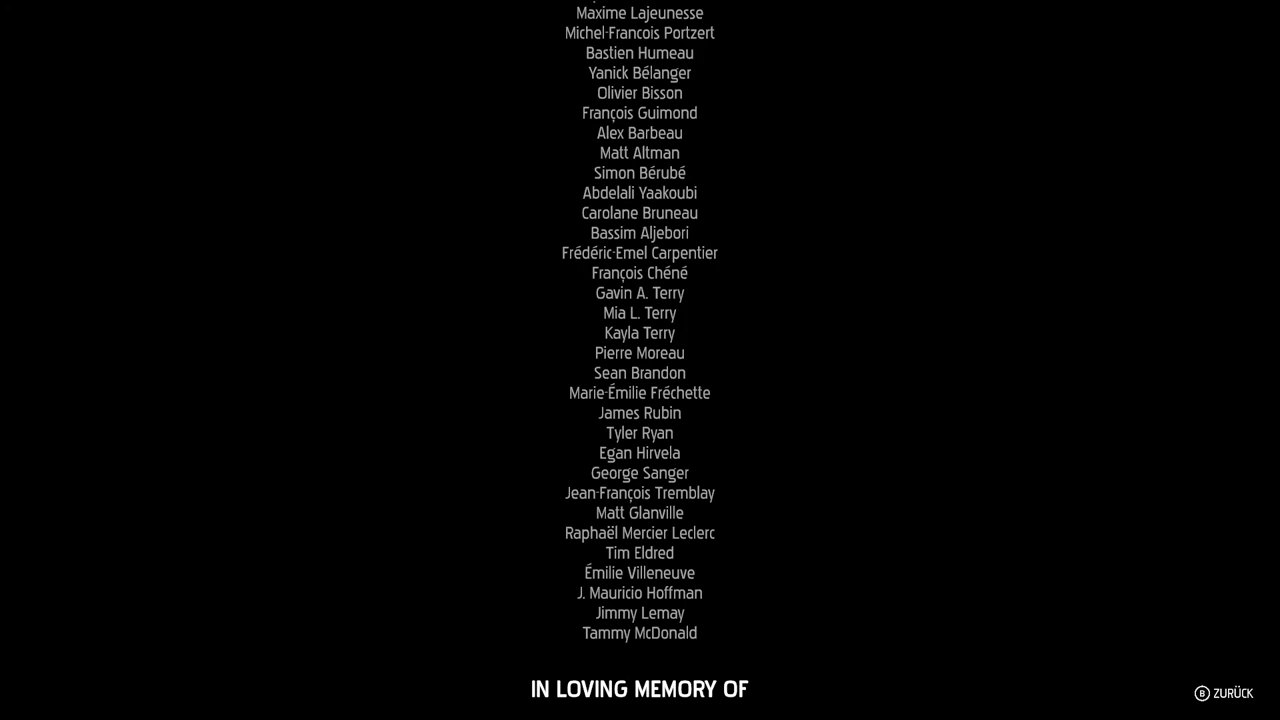 Maxime Lajeunesse
Michel-Francois Portzert
Bastien Humeau
Yanick Bélanger
Olivier Bisson
François Guimond
Alex Barbeau
Matt Altman
Simon Bérubé
Abdelali Yaakoubi
Carolane Bruneau
Bassim Aljebori
Frédéric-Emel Carpentier
François Chéné
Gavin A. Terry
Mia L. Terry
Kayla Terry
Pierre Moreau
Sean Brandon
Marie-Émilie Fréchette
James Rubin
Tyler Ryan
Egan Hirvela
George Sanger
Jean-François Tremblay
Matt Glanville
Raphaël Mercier Leclerc
Tim Eldred
Émilie Villeneuve
J. Mauricio Hoffman
Jimmy Lemay
Tammy McDonald
IN LOVING MEMORY OF
B ZURÜCK